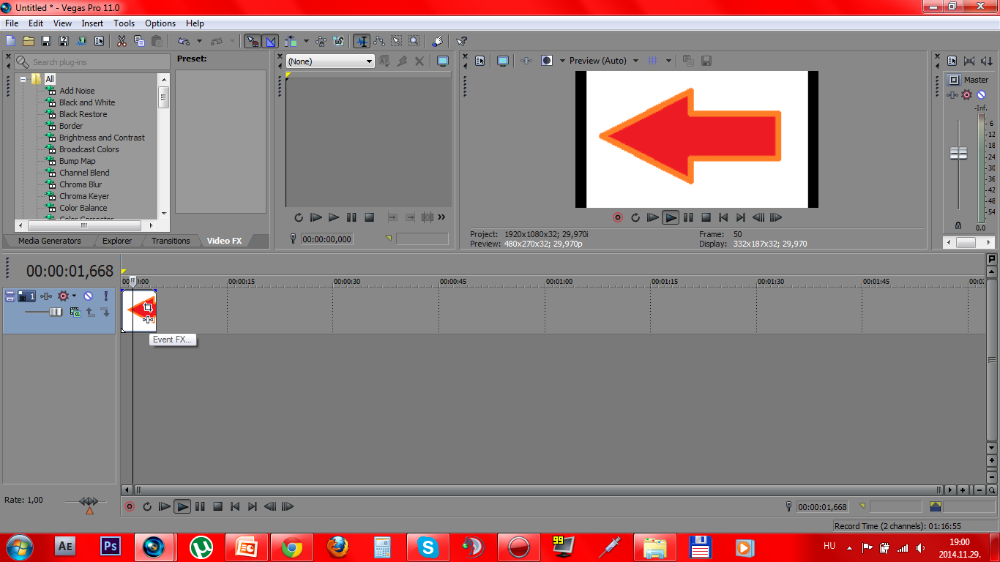 Untitled * - Vegas Pro 11.0
File Edit View Insert Tools Options Help
Search plug-ins
Preset:
(None)
Preview (Auto)
All
Add Noise
Black and White
Black Restore
Border
Brightness and Contrast
Broadcast Colors
Bump Map
Channel Blend
Chroma Blur
Chroma Keyer
Color Balance
Color Corrector
Media Generators
Explorer
Transitions
Video FX
00:00:00,000
Project: 1920x1080x32; 29,970i
Preview: 480x270x32; 29,970p
Frame: 50
Display: 332x187x32; 29,970
Master
-Inf.
6
12
18
24
30
36
42
48
54
0,0
00:00:01,668
00:00:15
00:00:30
00:00:45
00:01:00
00:01:15
00:01:30
00:01:45
1
Event FX...
Rate: 1,00
00:00:01,668
Record Time (2 channels): 01:16:55
Ae
Ps
99
HU
19:00
2014.11.29.